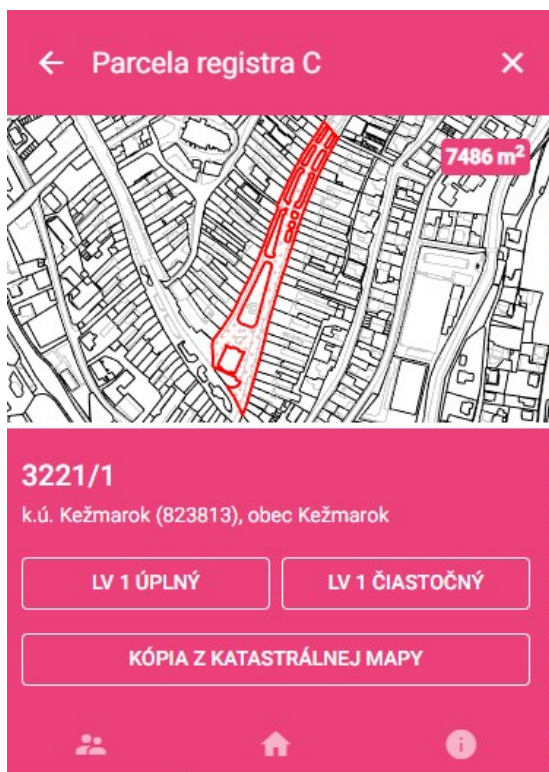 Parcela registra C
7486 m²
3221/1
k.ú. Kežmarok (823813), obec Kežmarok
LV 1 ÚPLNÝ
LV 1 ČIASTOČNÝ
KÓPIA Z KATASTRÁLNEJ MAPY